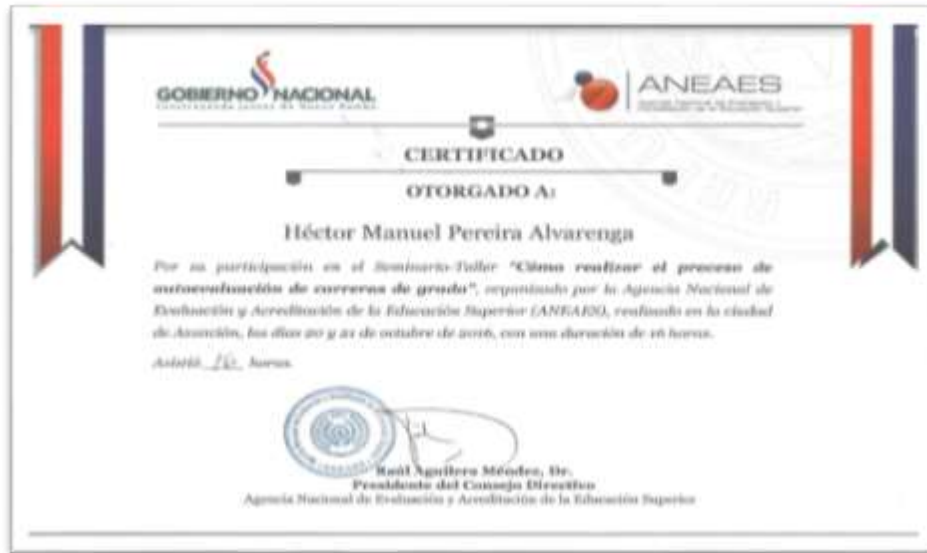 GOBIERNO NACIONAL
ANEAES
CERTIFICADO
OTORGADO A:
Héctor Manuel Pereira Alvarenga
Por su participación en el Seminario-Taller "Cómo realizar el proceso de
autoevaluación de carreras de grado", organizado por la Agencia Nacional de
Evaluación y Acreditación de la Educación Superior (ANEAES), realizado en la ciudad
de Asunción, los días 20 y 21 de octubre de 2016, con una duración de 16 horas.
Asistió 16 horas.
Raúl Aguilera Méndez, Dr.
Presidente del Consejo Directivo
Agencia Nacional de Evaluación y Acreditación de la Educación Superior